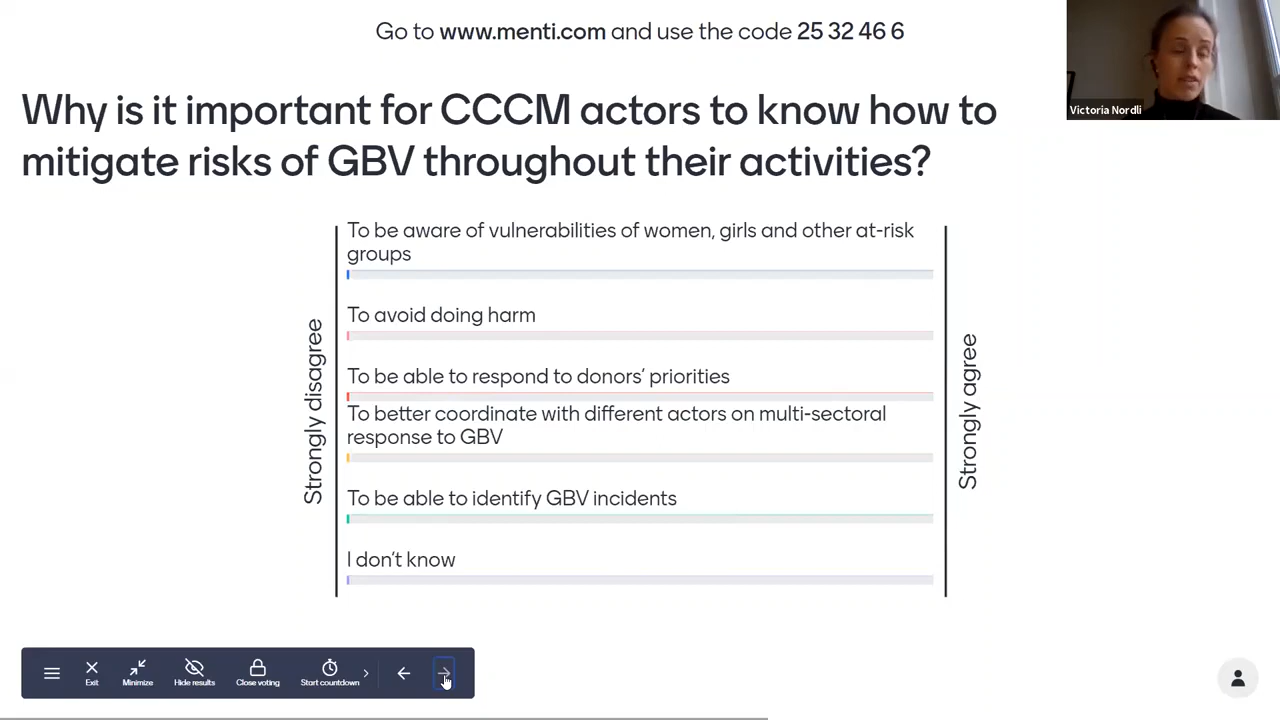 Go to www.menti.com and use the code 25 32 46 6
Victoria Nordli
Why is it important for CCCM actors to know how to
mitigate risks of GBV throughout their activities?
Strongly disagree
To be aware of vulnerabilities of women, girls and other at-risk
groups
To avoid doing harm
To be able to respond to donors' priorities
To better coordinate with different actors on multi-sectoral
response to GBV
To be able to identify GBV incidents
I don't know
Strongly agree
Exit
Minimize
Hide results
Close voting
Start countdown